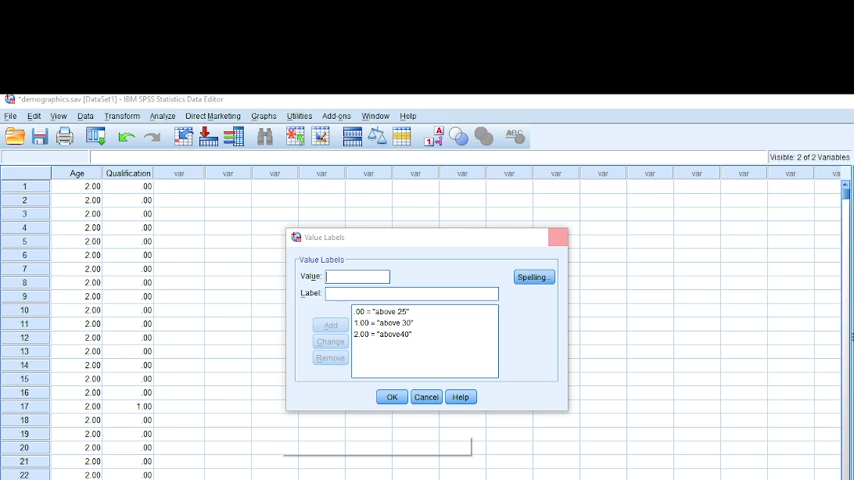 *demographics.sav [DataSet1] - IBM SPSS Statistics Data Editor
File Edit View Data Transform Analyze Direct Marketing Graphs Utilities Add-ons Window Help
Visible: 2 of 2 Variables
Age Qualification var var var var var var var var var var var var var var va
1 2.00 .00
2 2.00 .00
3 2.00 .00
4 2.00 .00
5 2.00 .00
6 2.00 .00
7 2.00 .00
8 2.00 .00
9 2.00 .00
10 2.00 .00
11 2.00 .00
12 2.00 .00
13 2.00 .00
14 2.00 .00
15 2.00 .00
16 2.00 .00
17 2.00 1.00
18 2.00 .00
19 2.00 .00
20 2.00 .00
21 2.00 .00
22 2.00 .00
Value Labels
Value Labels
Value:
Spelling...
Label:
.00 = "above 25"
1.00 = "above 30"
2.00 = "above40"
Add
Change
Remove
OK Cancel Help